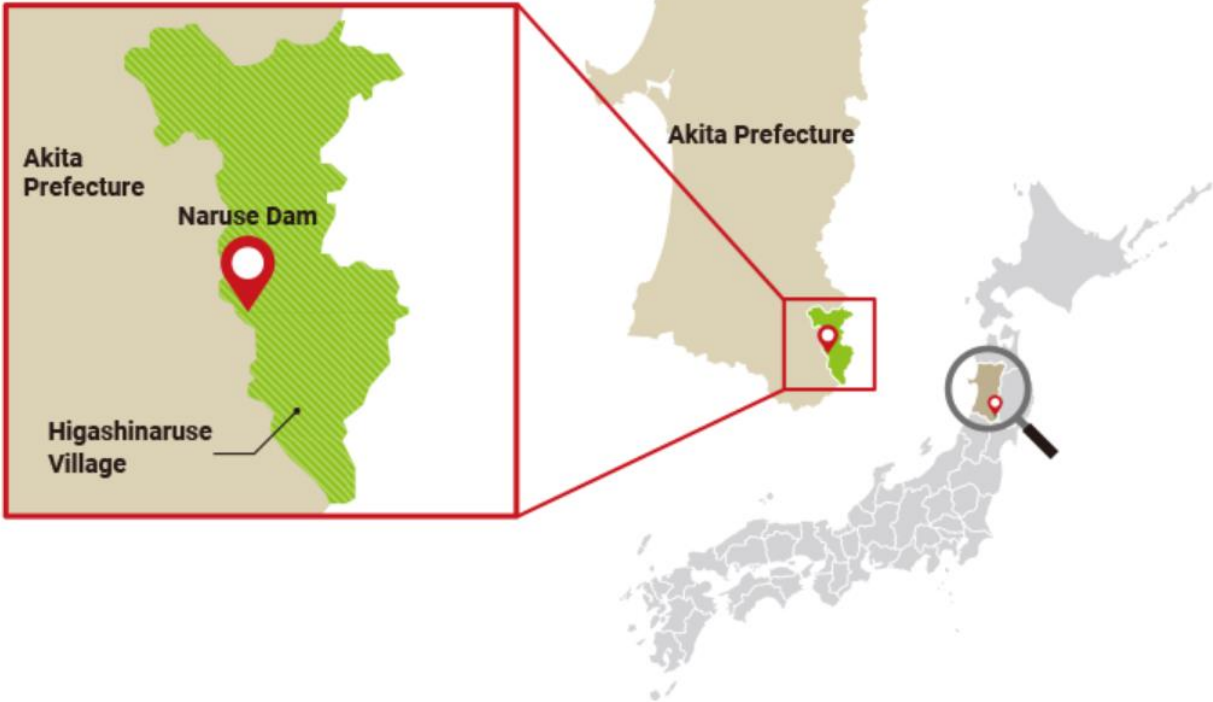 Akita
Prefecture
Naruse Dam
Higashinaruse
Village
Akita Prefecture